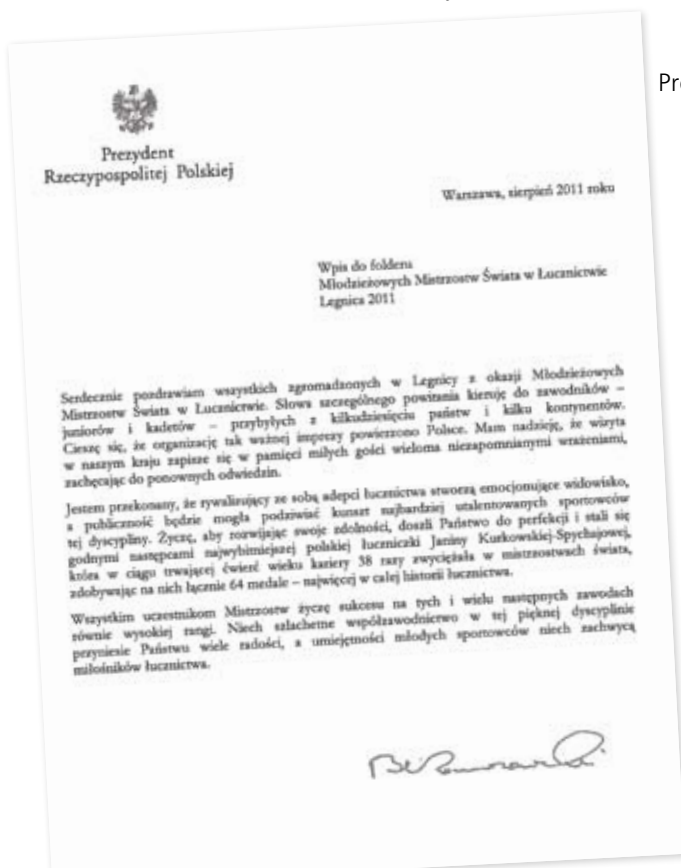 Pr
Prezydent
Rzeczypospolitej Polskiej
Warszawa, sierpień 2011 roku
Wpis do folderu
Młodzieżowych Mistrzostw Świata w Łucznictwie
Legnica 2011
Serdecznie pozdrawiam wszystkich zgromadzonych w Legnicy z okazji Młodzieżowych
Mistrzostw Świata w Łucznictwie. Słowa szczególnego powitania kieruję do zawodników –
juniorów i kadetów – przybyłych z kilkudziesięciu państw i kilku kontynentów.
Cieszę się, że organizację tak ważnej imprezy powierzono Polsce. Mam nadzieję, że wizyta
w naszym kraju zapisze się w pamięci miłych gości wieloma niezapomnianymi wrażeniami,
zachęcając do ponownych odwiedzin.
Jestem przekonany, że rywalizujący ze sobą adepci łucznictwa stworzą emocjonujące widowisko,
a publiczność będzie mogła podziwiać kunszt najbardziej utalentowanych sportowców
tej dyscypliny. Życzę, aby rozwijając swoje zdolności, doszli Państwo do perfekcji i stali się
godnymi następcami najwybitniejszej polskiej łuczniczki Janiny Kurkowskiej-Spychajowej,
która w ciągu trwającej ćwierć wieku kariery 38 razy zwyciężała w mistrzostwach świata,
zdobywając na nich łącznie 64 medale – najwięcej w całej historii łucznictwa.
Wszystkim uczestnikom Mistrzostw życzę sukcesu na tych i wielu następnych zawodach
równie wysokiej rangi. Niech szlachetne współzawodnictwo w tej pięknej dyscyplinie
przyniesie Państwu wiele radości, a umiejętności młodych sportowców niech zachwycą
miłośników łucznictwa.